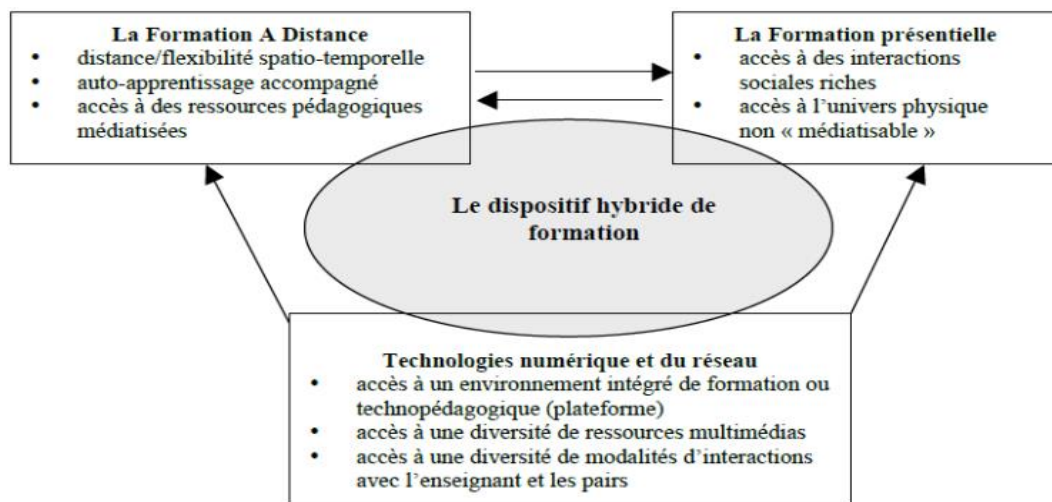 La Formation A Distance
• distance/flexibilité spatio-temporelle
• auto-apprentissage accompagné
• accès à des ressources pédagogiques
médiatisées
La Formation présentielle
• accès à des interactions
sociales riches
• accès à l’univers physique
non « médiatisable »
Le dispositif hybride de
formation
Technologies numérique et du réseau
• accès à un environnement intégré de formation ou
technopédagogique (plateforme)
• accès à une diversité de ressources multimédias
• accès à une diversité de modalités d’interactions
avec l’enseignant et les pairs